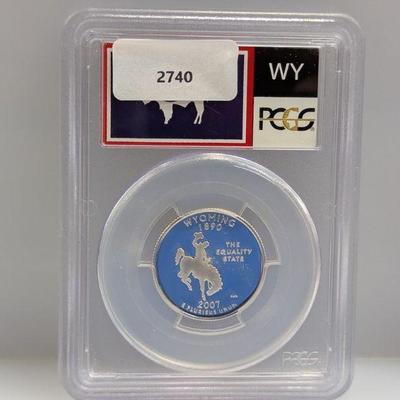 2740
WY
PCGS
WYOMING
1890
THE
EQUALITY
STATE
2007
E PLURIBUS UNUM
PCGS